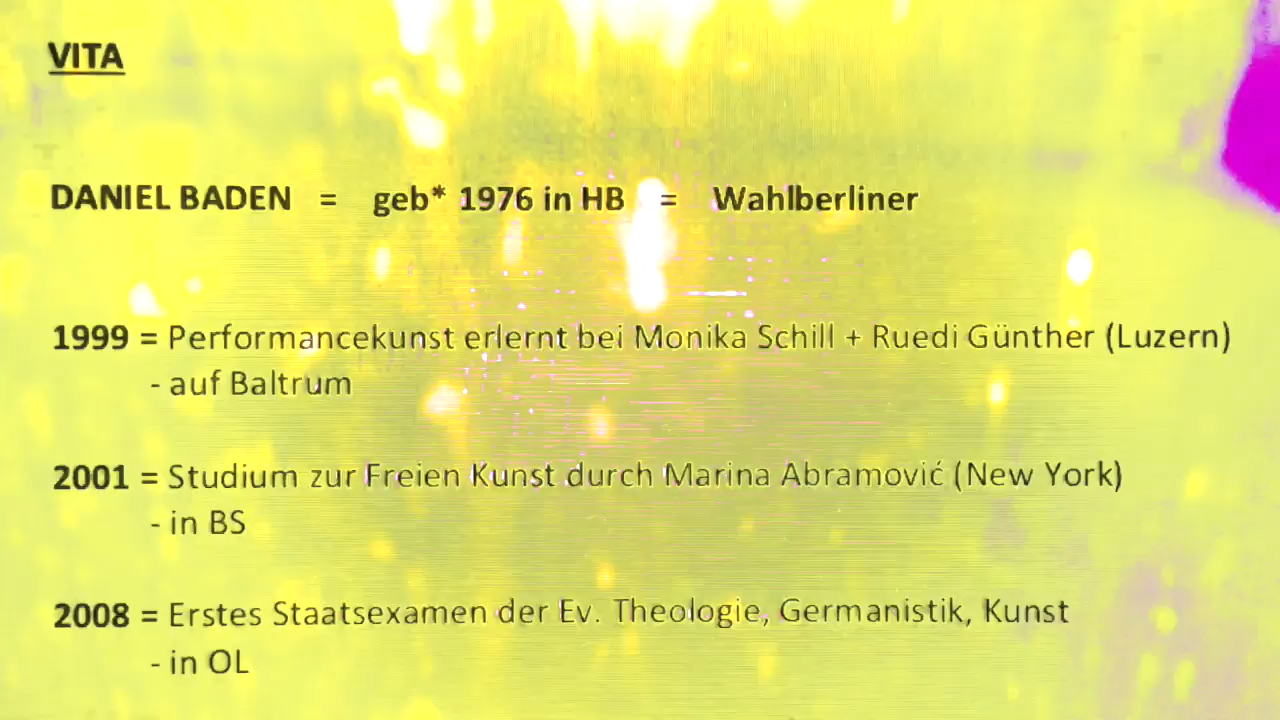 VITA
DANIEL BADEN = geb* 1976 in HB = Wahlberliner
1999 = Performancekunst erlernt bei Monika Schill + Ruedi Günther (Luzern)
- auf Baltrum
2001 = Studium zur Freien Kunst durch Marina Abramović (New York)
- in BS
2008 = Erstes Staatsexamen der Ev. Theologie, Germanistik, Kunst
- in OL